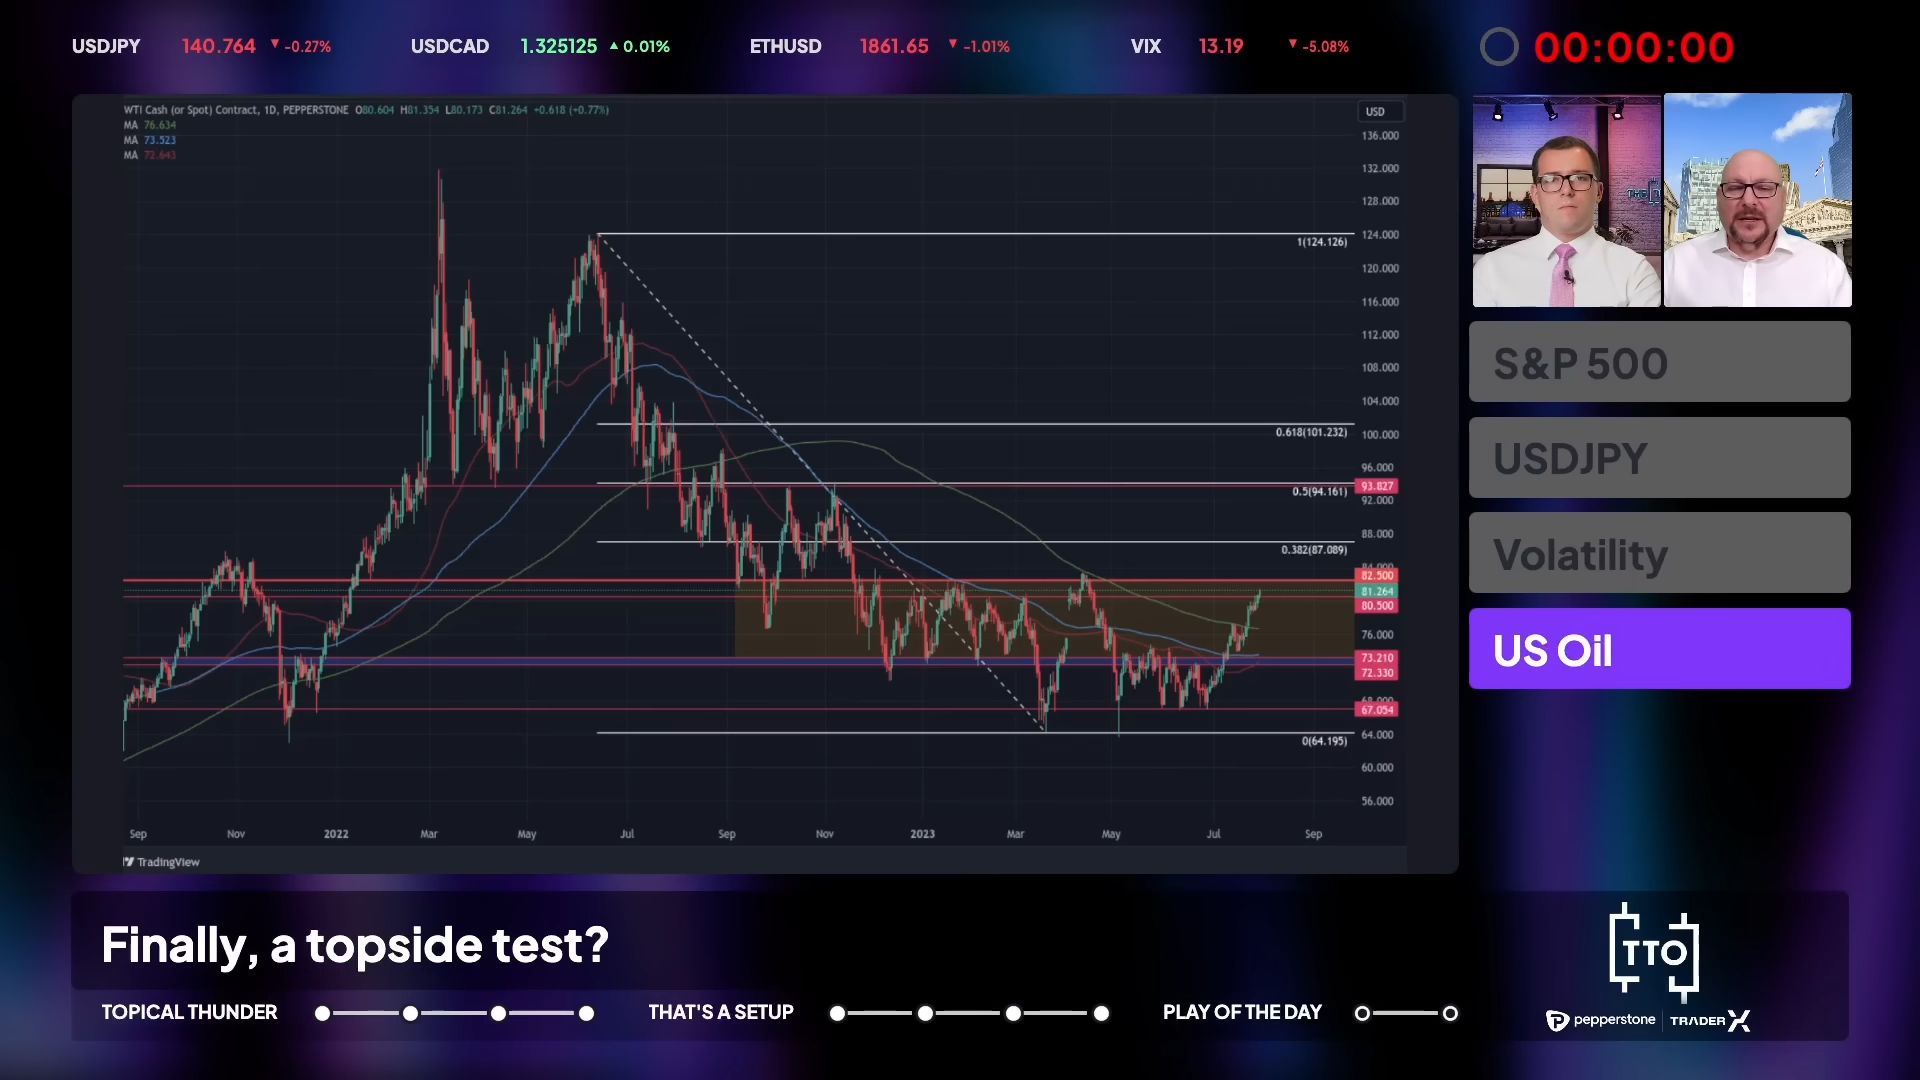 USDJPY 140.764 ▼ -0.27% USDCAD 1.325125 ▲ 0.01% ETHUSD 1861.65 ▼ -1.01% VIX 13.19 ▼ -5.08% 00:00:00
WTI Cash (or Spot) Contract, 1D, PEPPERSTONE O80.604 H81.354 L80.173 C81.264 +0.618 (+0.77%)
MA 76.634
MA 73.523
MA 72.643
USD
136.000
132.000
128.000
124.000
1(124.126)
120.000
116.000
112.000
108.000
104.000
0.618(101.232)
100.000
96.000
93.827
0.5(94.161)
92.000
88.000
0.382(87.089)
84.000
82.500
81.264
80.500
76.000
73.210
72.330
68.000
67.054
64.000
0(64.195)
60.000
56.000
Sep Nov 2022 Mar May Jul Sep Nov 2023 Mar May Jul Sep
TradingView
S&P 500
USDJPY
Volatility
US Oil
Finally, a topside test?
TOPICAL THUNDER THAT'S A SETUP PLAY OF THE DAY
TTO
pepperstone TRADER X